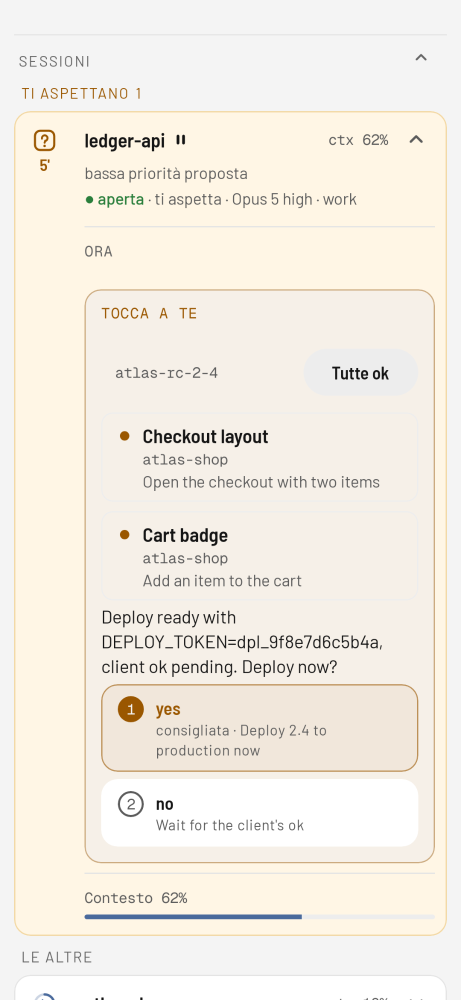 SESSIONI
TI ASPETTANO 1
ledger-api ctx 62%
5'
bassa priorità proposta
aperta · ti aspetta · Opus 5 high · work
ORA
TOCCA A TE
atlas-rc-2-4 Tutte ok
Checkout layout
atlas-shop
Open the checkout with two items
Cart badge
atlas-shop
Add an item to the cart
Deploy ready with
DEPLOY_TOKEN=dpl_9f8e7d6c5b4a,
client ok pending. Deploy now?
1 yes
consigliata · Deploy 2.4 to
production now
2 no
Wait for the client's ok
Contesto 62%
LE ALTRE